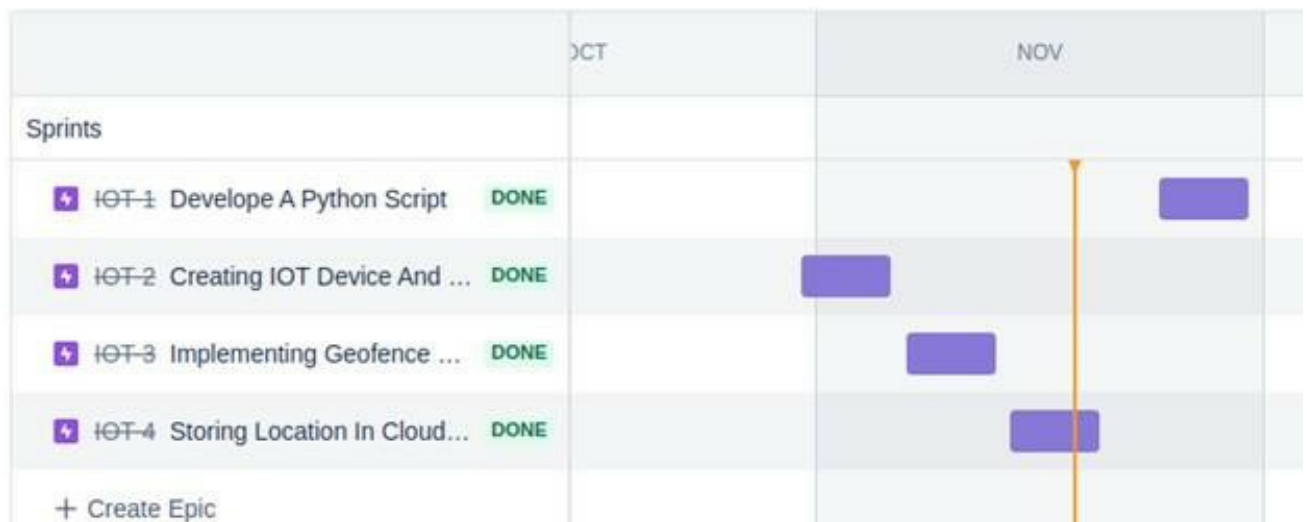 OCT NOV
Sprints
IOT-1 Develope A Python Script DONE
IOT-2 Creating IOT Device And ... DONE
IOT-3 Implementing Geofence ... DONE
IOT-4 Storing Location In Cloud... DONE
+ Create Epic